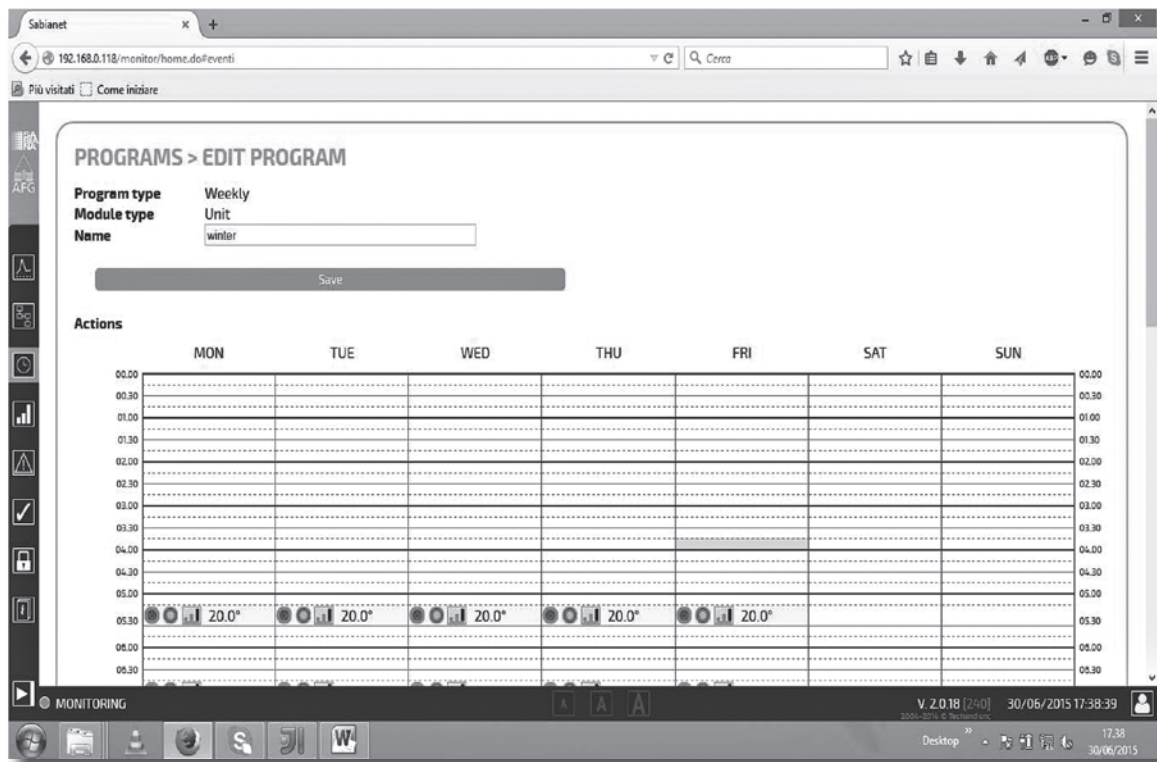 Sabianet
192.168.0.118/monitor/home.do#eventi
Cerca
Più visitati Come iniziare
AFG
PROGRAMS > EDIT PROGRAM
Program type Weekly
Module type Unit
Name winter
Save
Actions
MON TUE WED THU FRI SAT SUN
00.00 00.00
00.30 00.30
01.00 01.00
01.30 01.30
02.00 02.00
02.30 02.30
03.00 03.00
03.30 03.30
04.00 04.00
04.30 04.30
05.00 05.00
05.30 20.0° 20.0° 20.0° 20.0° 20.0° 05.30
06.00 06.00
06.30 06.30
MONITORING A A A V. 2.0.18 [240] 30/06/2015 17:38:39
2004-2014 © Techand snc
Desktop 17.38
30/06/2015